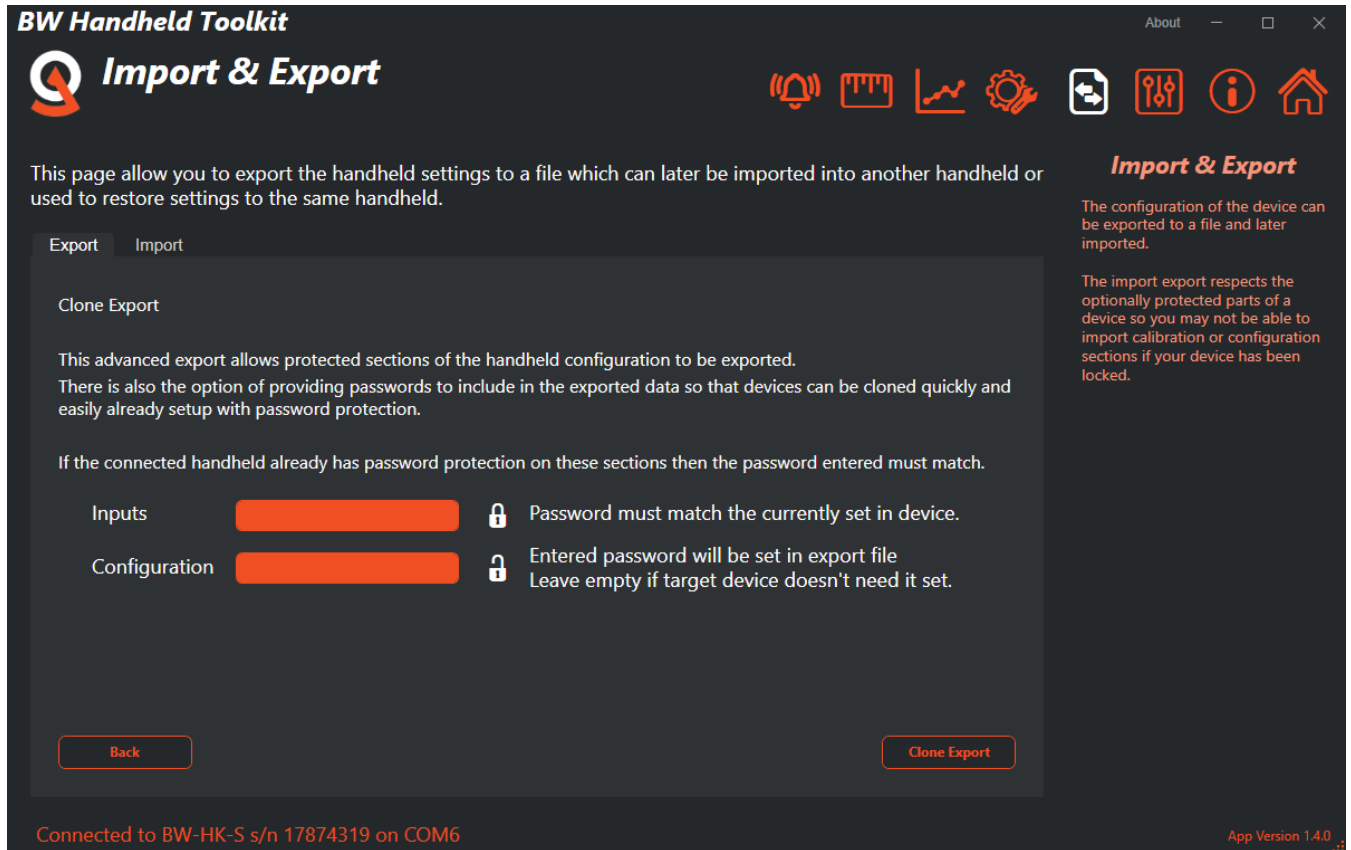 BW Handheld Toolkit
About
Import & Export
This page allow you to export the handheld settings to a file which can later be imported into another handheld or
used to restore settings to the same handheld.
Export Import
Clone Export
This advanced export allows protected sections of the handheld configuration to be exported.
There is also the option of providing passwords to include in the exported data so that devices can be cloned quickly and
easily already setup with password protection.
If the connected handheld already has password protection on these sections then the password entered must match.
Inputs
Password must match the currently set in device.
Configuration
Entered password will be set in export file
Leave empty if target device doesn't need it set.
Back
Clone Export
Import & Export
The configuration of the device can
be exported to a file and later
imported.
The import export respects the
optionally protected parts of a
device so you may not be able to
import calibration or configuration
sections if your device has been
locked.
Connected to BW-HK-S s/n 17874319 on COM6
App Version 1.4.0